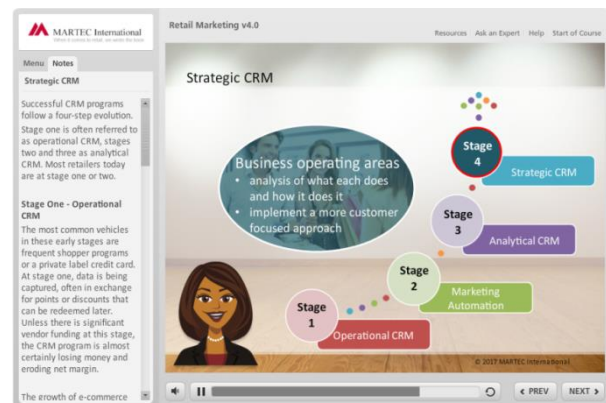 MARTEC International
Retail Marketing v4.0
Resources Ask an Expert Help Start of Course
Menu Notes
Strategic CRM
Successful CRM programs
follow a four-step evolution.
Stage one is often referred to
as operational CRM, stages
two and three as analytical
CRM. Most retailers today
are at stage one or two.
Stage One - Operational
CRM
The most common vehicles
in these early stages are
frequent shopper programs
or a private label credit card.
At stage one, data is being
captured, often in exchange
for points or discounts that
can be redeemed later.
Unless there is significant
vendor funding at this stage,
the CRM program is almost
certainly losing money and
eroding net margin.
The growth of e-commerce
Strategic CRM
Business operating areas
• analysis of what each does
and how it does it
• implement a more customer
focused approach
Stage
4
Strategic CRM
Stage
3
Analytical CRM
Stage
2
Marketing
Automation
Stage
1
Operational CRM
© 2017 MARTEC International
< PREV NEXT >